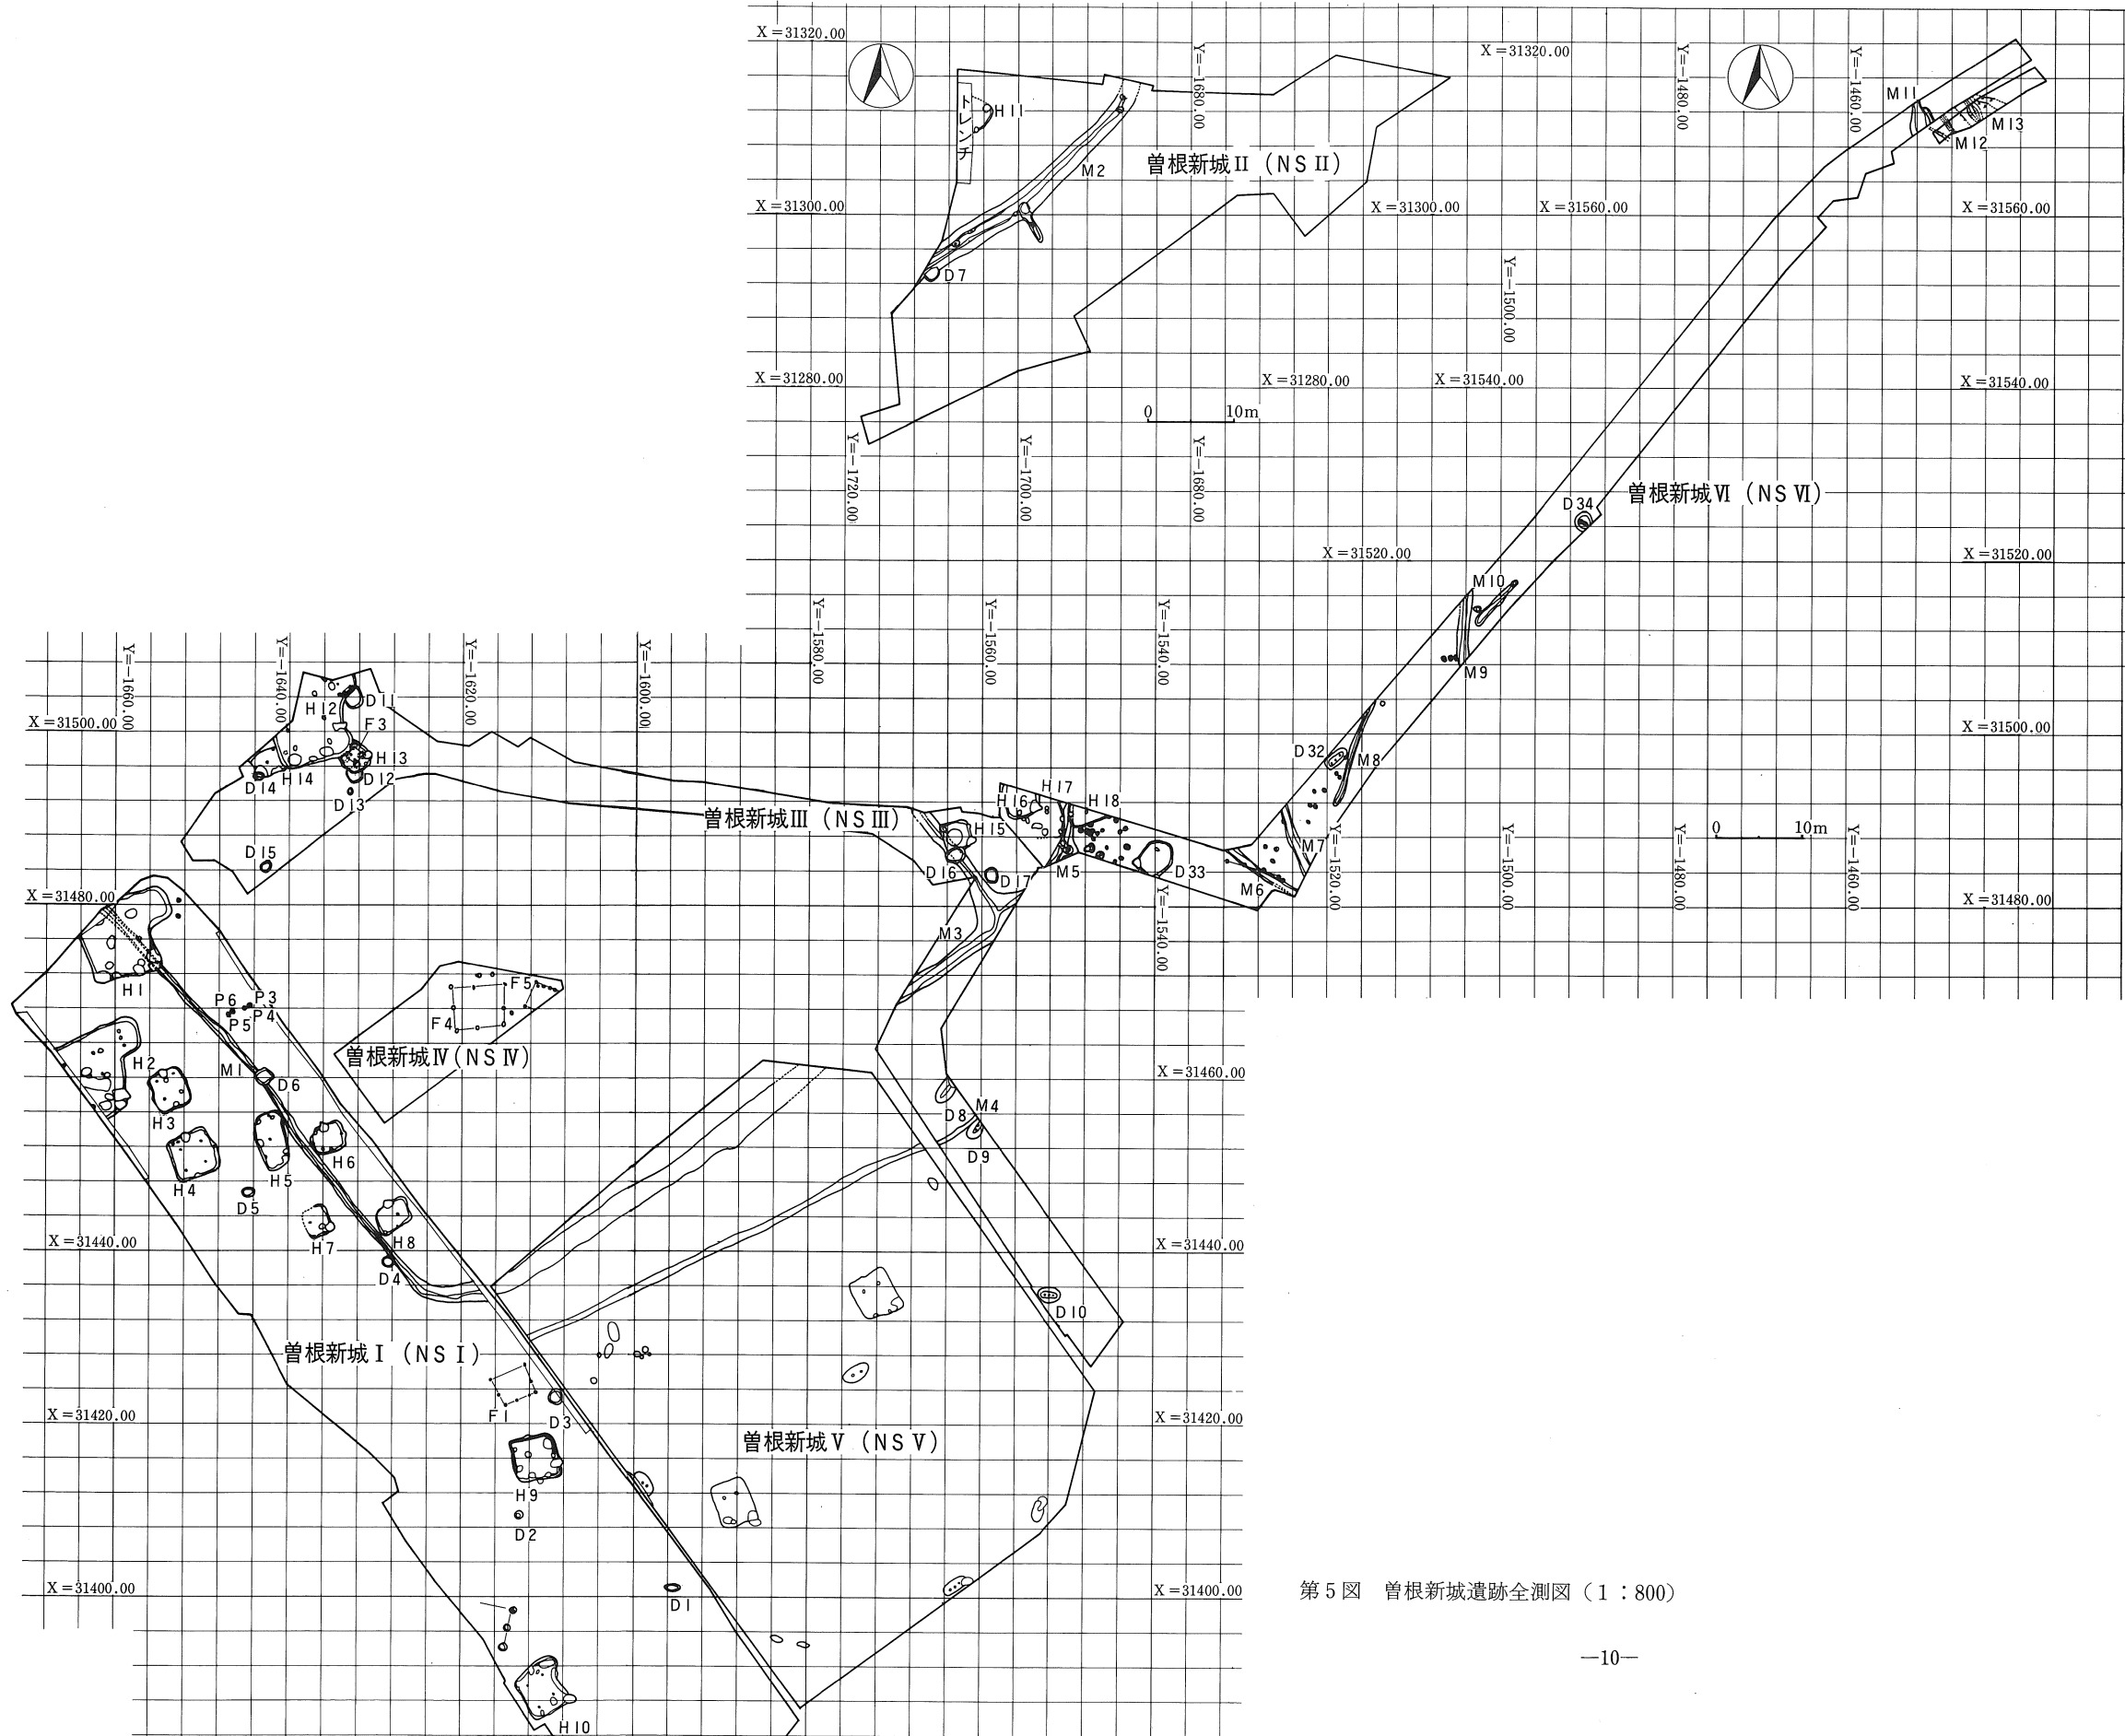 X＝31320.00
Y=-1680.00
X＝31320.00
Y=-1480.00
Y=-1460.00
トレンチ
H11
M2
曽根新城Ⅱ（NSⅡ）
M11
M13
M12
X＝31300.00
X＝31300.00
X＝31560.00
X＝31560.00
D7
Y=-1500.00
X＝31280.00
X＝31280.00
X＝31540.00
X＝31540.00
0 10m
Y=-1720.00
Y=-1700.00
Y=-1680.00
曽根新城Ⅵ（NSⅥ）
D34
X＝31520.00
X＝31520.00
M10
M9
Y=-1660.00
Y=-1640.00
Y=-1620.00
Y=-1600.00
Y=-1580.00
Y=-1560.00
Y=-1540.00
X＝31500.00
X＝31500.00
H12
D11
F3
H13
D12
H14
D14
D13
D15
D32
M8
曽根新城Ⅲ（NSⅢ）
H17
H16
H18
H15
D16
D17
M5
D33
M6
M7
0 10m
Y=-1520.00
Y=-1500.00
Y=-1480.00
Y=-1460.00
Y=-1540.00
X＝31480.00
X＝31480.00
M3
H1
P6
P3
P5
P4
F5
F4
曽根新城Ⅳ（NSⅣ）
H2
M1
D6
H3
H4
H5
H6
D5
H7
H8
D4
X＝31460.00
D8
M4
D9
X＝31440.00
X＝31440.00
D10
曽根新城Ⅰ（NSⅠ）
F1
D3
X＝31420.00
X＝31420.00
曽根新城Ⅴ（NSⅤ）
H9
D2
X＝31400.00
X＝31400.00
D1
H10
第5図　曽根新城遺跡全測図（1：800）
—10—